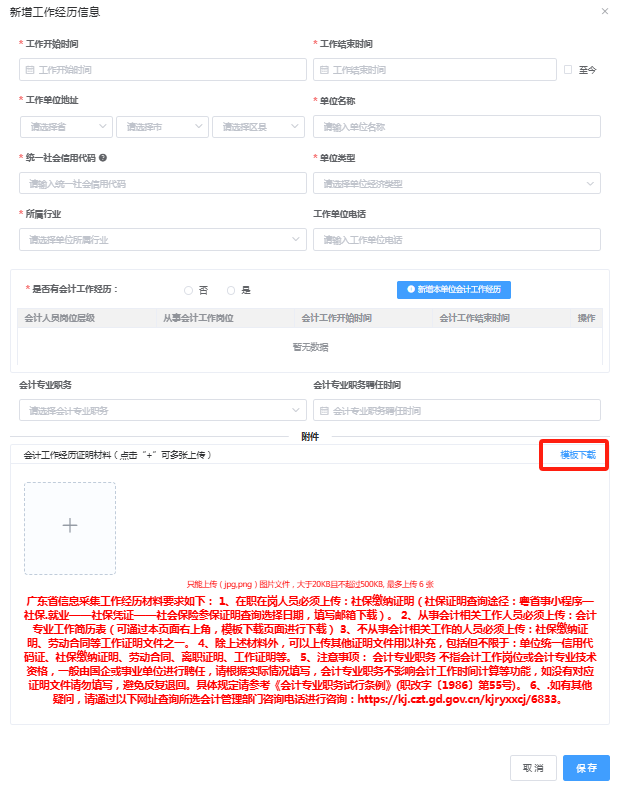 新增工作经历信息
* 工作开始时间 * 工作结束时间
工作开始时间 工作结束时间 至今
* 工作单位地址 * 单位名称
请选择省 请选择市 请选择区县 请输入单位名称
* 统一社会信用代码 * 单位类型
请输入统一社会信用代码 请选择单位经济类型
* 所属行业 工作单位电话
请选择单位所属行业 请输入工作单位电话
* 是否有会计工作经历： 否 是 新增本单位会计工作经历
会计人员岗位层级 从事会计工作岗位 会计工作开始时间 会计工作结束时间 操作
暂无数据
会计专业职务 会计专业职务聘任时间
请选择会计专业职务 会计专业职务聘任时间
附件
会计工作经历证明材料（点击“+”可多张上传） 模板下载
只能上传（jpg,png）图片文件，大于20KB且不超过500KB, 最多上传 6 张
广东省信息采集工作经历材料要求如下： 1、在职在岗人员必须上传：社保缴纳证明（社保证明查询途径：粤省事小程序—
社保.就业——社保凭证——社会保险参保证明查询选择日期，填写邮箱下载）。 2、从事会计相关工作人员必须上传：会计
专业工作简历表（可通过本页面右上角，模板下载页面进行下载） 3、不从事会计相关工作的人员必须上传：社保缴纳证
明、劳动合同等工作证明文件之一。 4、除上述材料外，可以上传其他证明文件用以补充，包括但不限于：单位统一信用代
码证、社保缴纳证明、劳动合同、离职证明、工作证明等。 5、注意事项： 会计专业职务 不指会计工作岗位或会计专业技术
资格，一般由国企或事业单位进行聘任，请根据实际情况填写，会计专业职务不影响会计工作时间计算等功能，如没有对应
证明文件请勿填写，避免反复退回。具体规定请参考《会计专业职务试行条例》(职改字〔1986〕第55号)。 6、.如有其他
疑问，请通过以下网址查询所选会计管理部门咨询电话进行咨询：https://kj.czt.gd.gov.cn/kjryxxcj/6833。
取消 保存